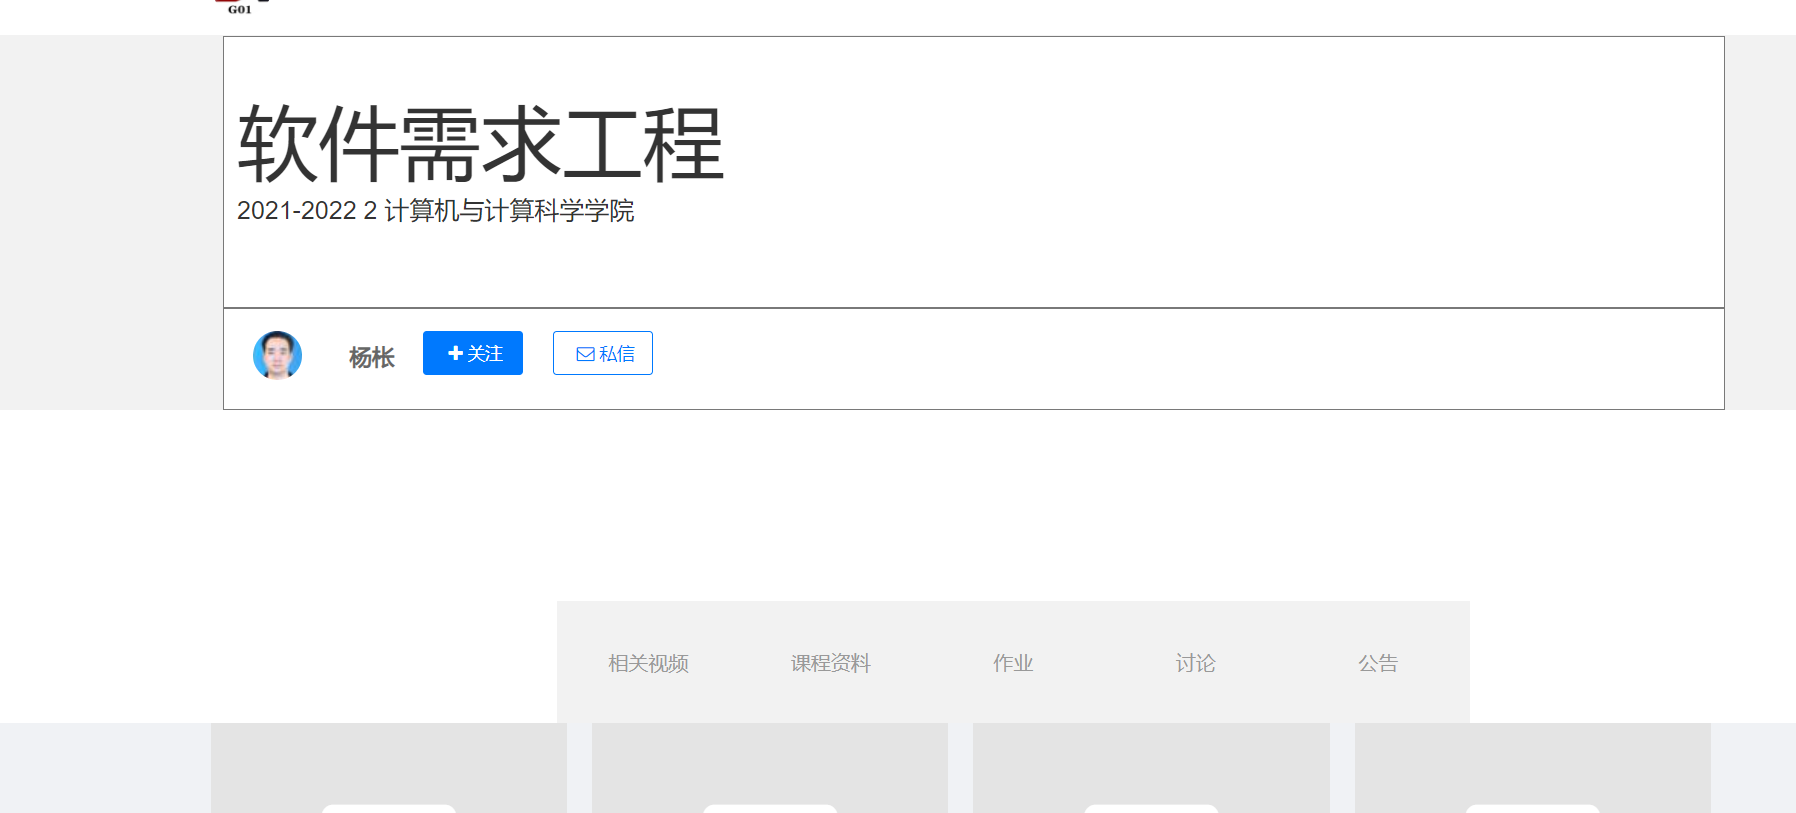 G01
软件需求工程
2021-2022 2 计算机与计算科学学院
杨枨
关注
私信
相关视频 课程资料 作业 讨论 公告